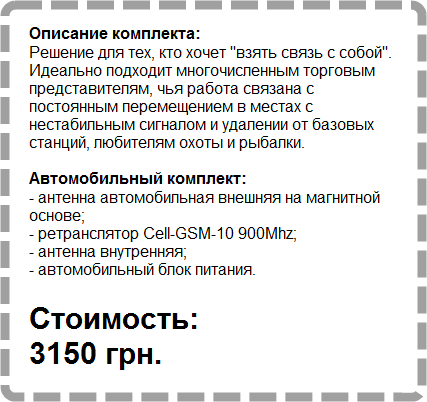 Описание комплекта:
Решение для тех, кто хочет "взять связь с собой".
Идеально подходит многочисленным торговым
представителям, чья работа связана с
постоянным перемещением в местах с
нестабильным сигналом и удалении от базовых
станций, любителям охоты и рыбалки.
Автомобильный комплект:
- антенна автомобильная внешняя на магнитной
основе;
- ретранслятор Cell-GSM-10 900Mhz;
- антенна внутренняя;
- автомобильный блок питания.
Стоимость:
3150 грн.